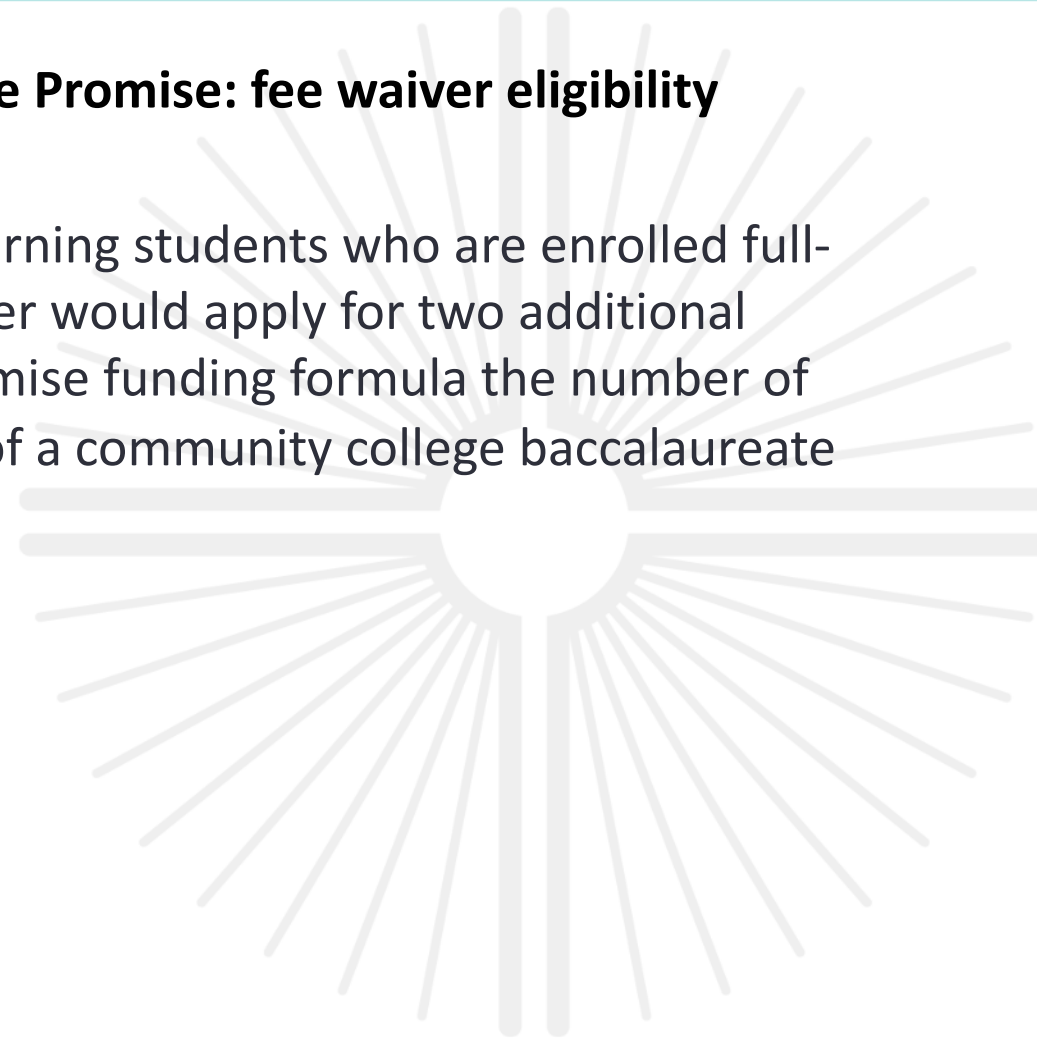 e Promise: fee waiver eligibility
rning students who are enrolled full-
er would apply for two additional
mise funding formula the number of
of a community college baccalaureate